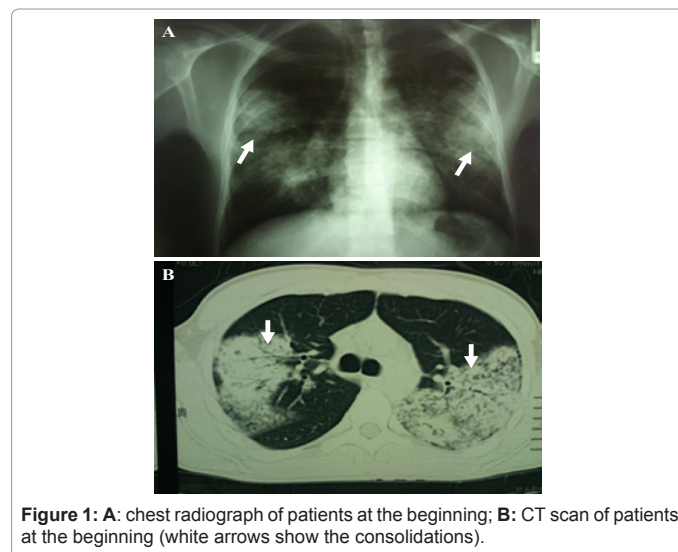 A
B
R
Figure 1: A: chest radiograph of patients at the beginning; B: CT scan of patients
at the beginning (white arrows show the consolidations).